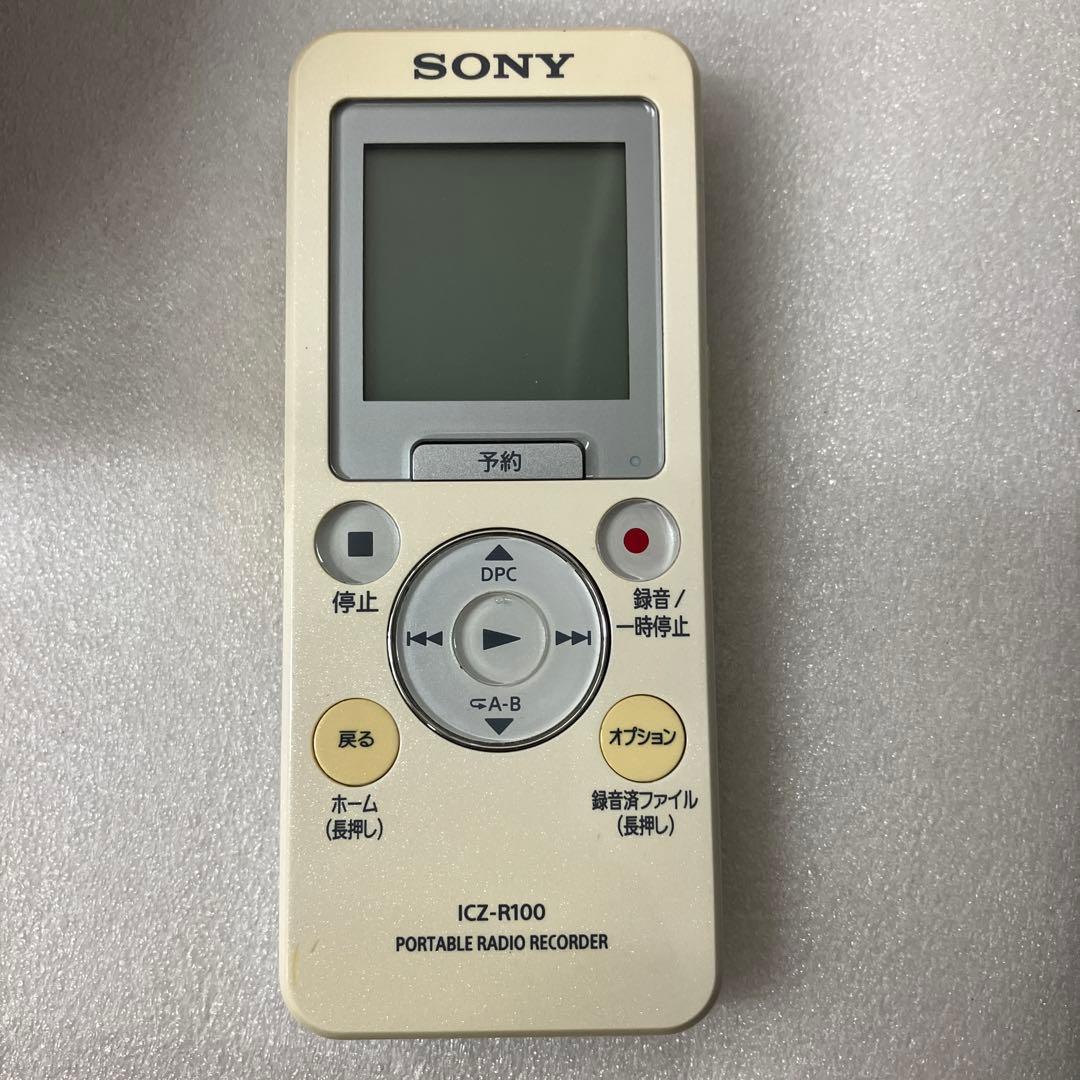 SONY
予約
停止
録音/
一時停止
DPC
A-B
戻る
オプション
ホーム
(長押し)
録音済ファイル
(長押し)
ICZ-R100
PORTABLE RADIO RECORDER